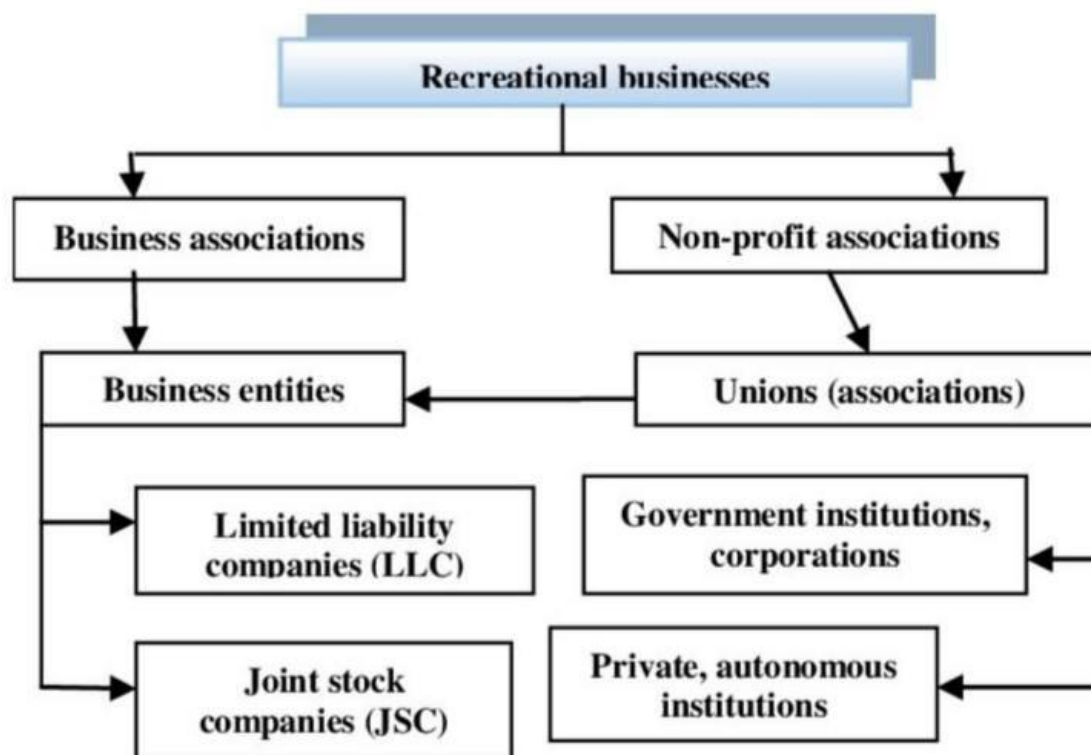 Recreational businesses
Business associations
Non-profit associations
Business entities
Unions (associations)
Limited liability
companies (LLC)
Government institutions,
corporations
Joint stock
companies (JSC)
Private, autonomous
institutions